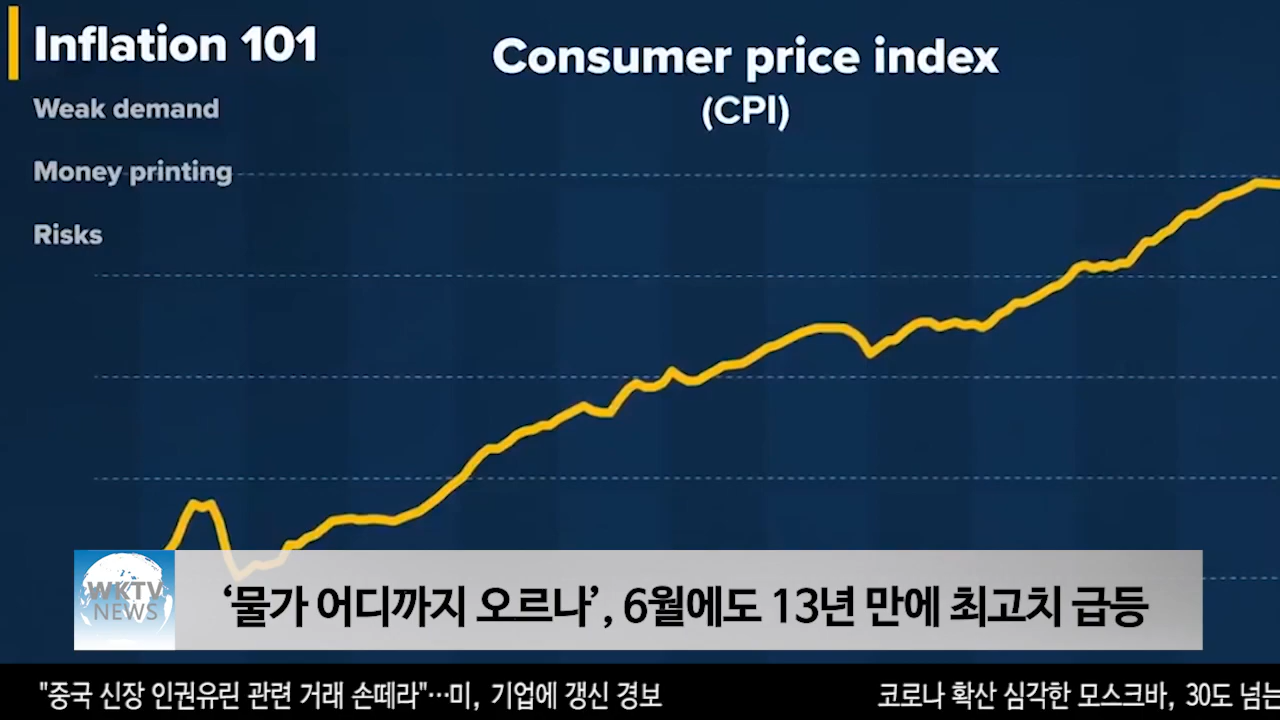 Inflation 101
Weak demand
Money printing
Risks
Consumer price index
(CPI)
WKTV
NEWS
‘물가 어디까지 오르나’, 6월에도 13년 만에 최고치 급등
"중국 신장 인권유린 관련 거래 손떼라"…미, 기업에 갱신 경보
코로나 확산 심각한 모스크바, 30도 넘는